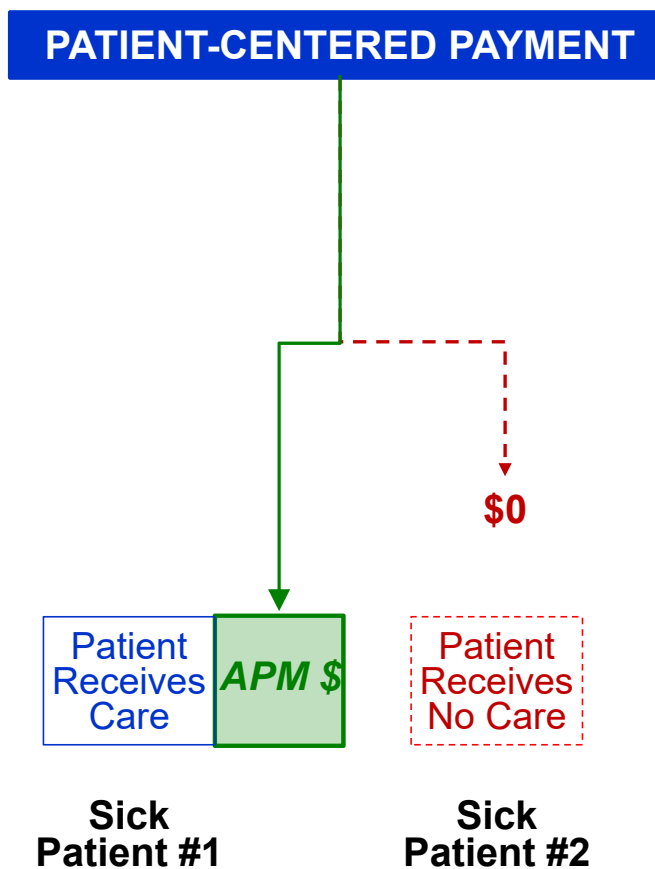 PATIENT-CENTERED PAYMENT
$0
Patient
Receives
Care
APM $
Patient
Receives
No Care
Sick
Patient #1
Sick
Patient #2